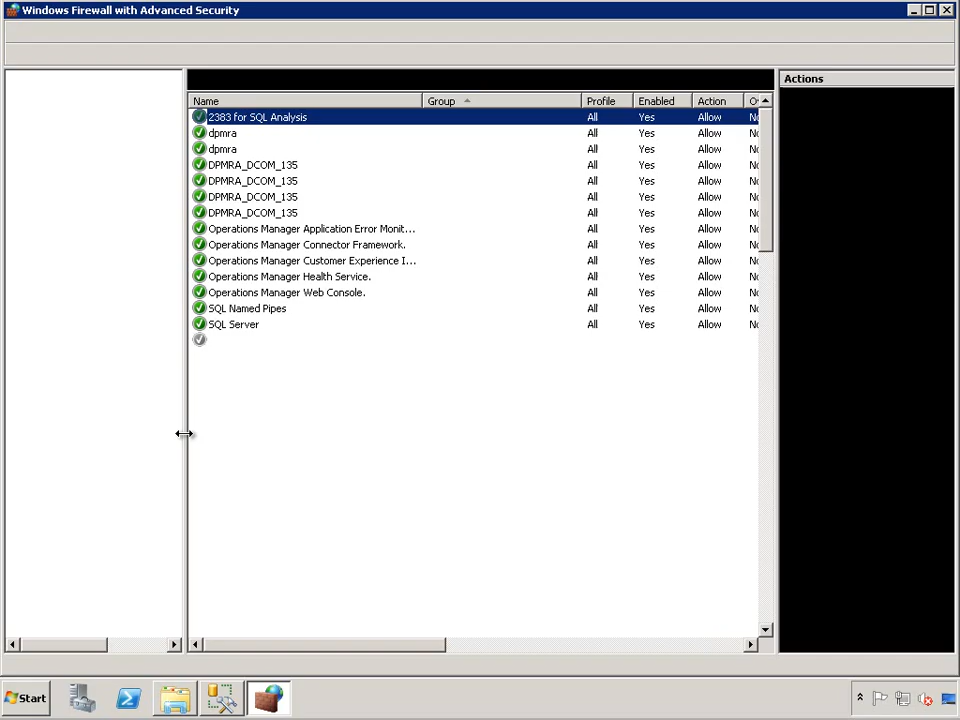 Windows Firewall with Advanced Security
Actions
Name Group Profile Enabled Action
2383 for SQL Analysis All Yes Allow
dpmra All Yes Allow
dpmra All Yes Allow
DPMRA_DCOM_135 All Yes Allow
DPMRA_DCOM_135 All Yes Allow
DPMRA_DCOM_135 All Yes Allow
DPMRA_DCOM_135 All Yes Allow
Operations Manager Application Error Monit... All Yes Allow
Operations Manager Connector Framework. All Yes Allow
Operations Manager Customer Experience I... All Yes Allow
Operations Manager Health Service. All Yes Allow
Operations Manager Web Console. All Yes Allow
SQL Named Pipes All Yes Allow
SQL Server All Yes Allow
Start